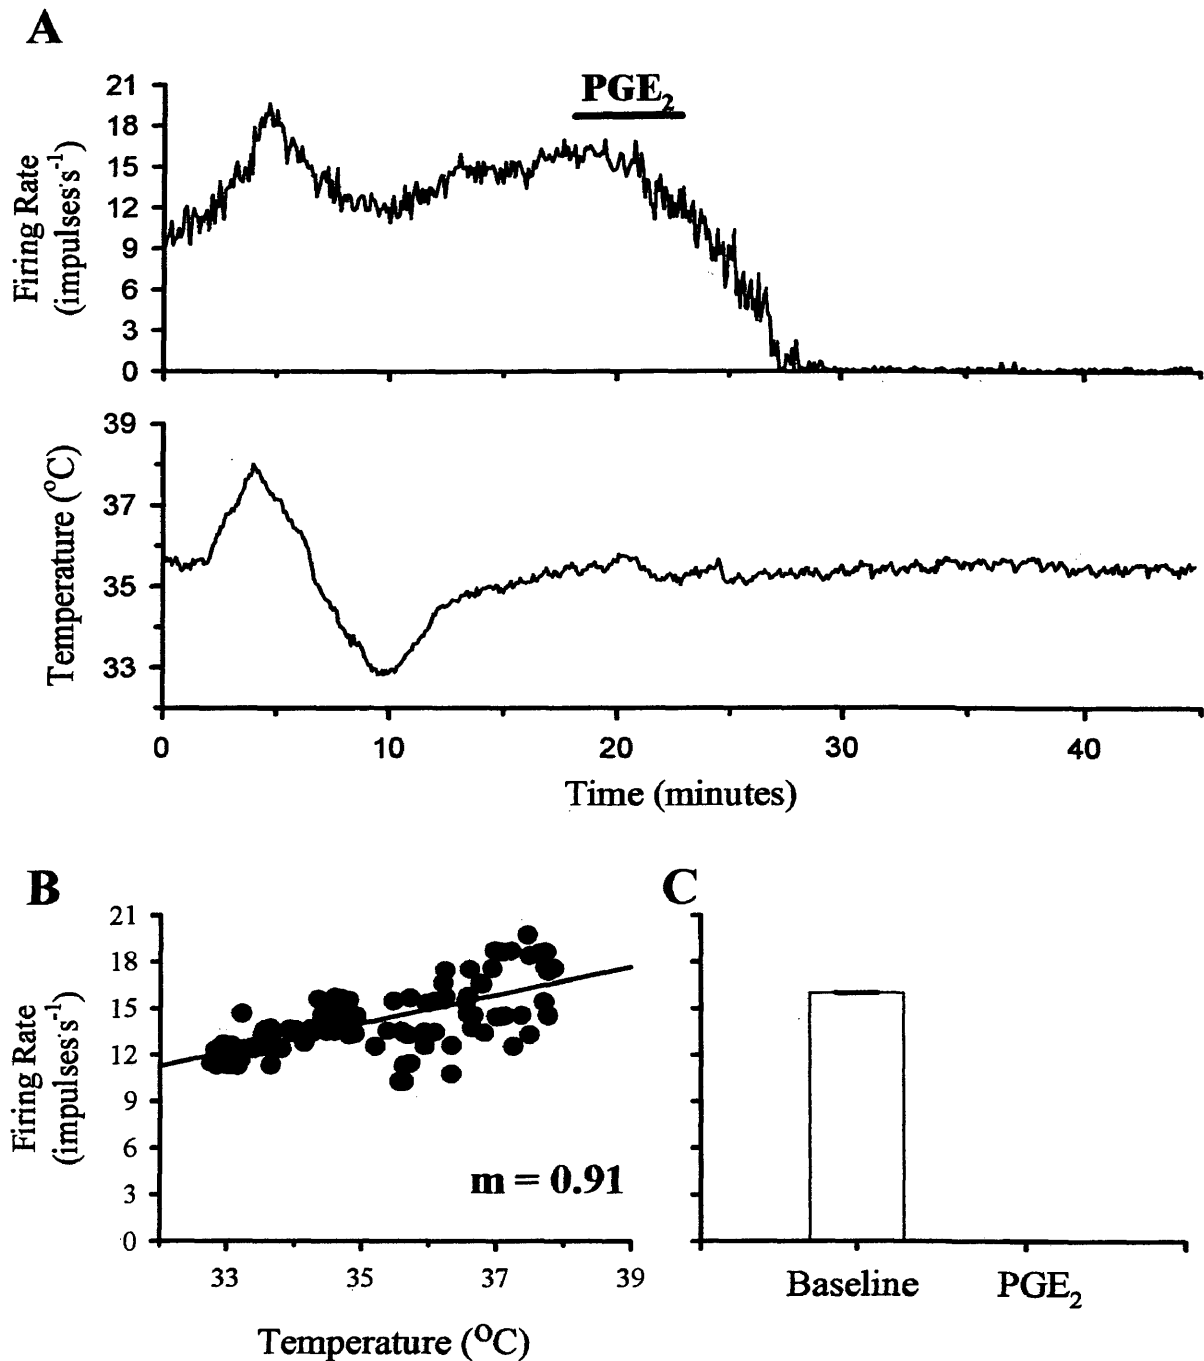 A
PGE₂
21
18
15
12
9
6
3
0
Firing Rate
(impulses·s⁻¹)
39
37
35
33
Temperature (°C)
0 10 20 30 40
Time (minutes)
B
21
18
15
12
9
6
3
0
Firing Rate
(impulses·s⁻¹)
m = 0.91
33 35 37 39
Temperature (°C)
C
Baseline PGE₂